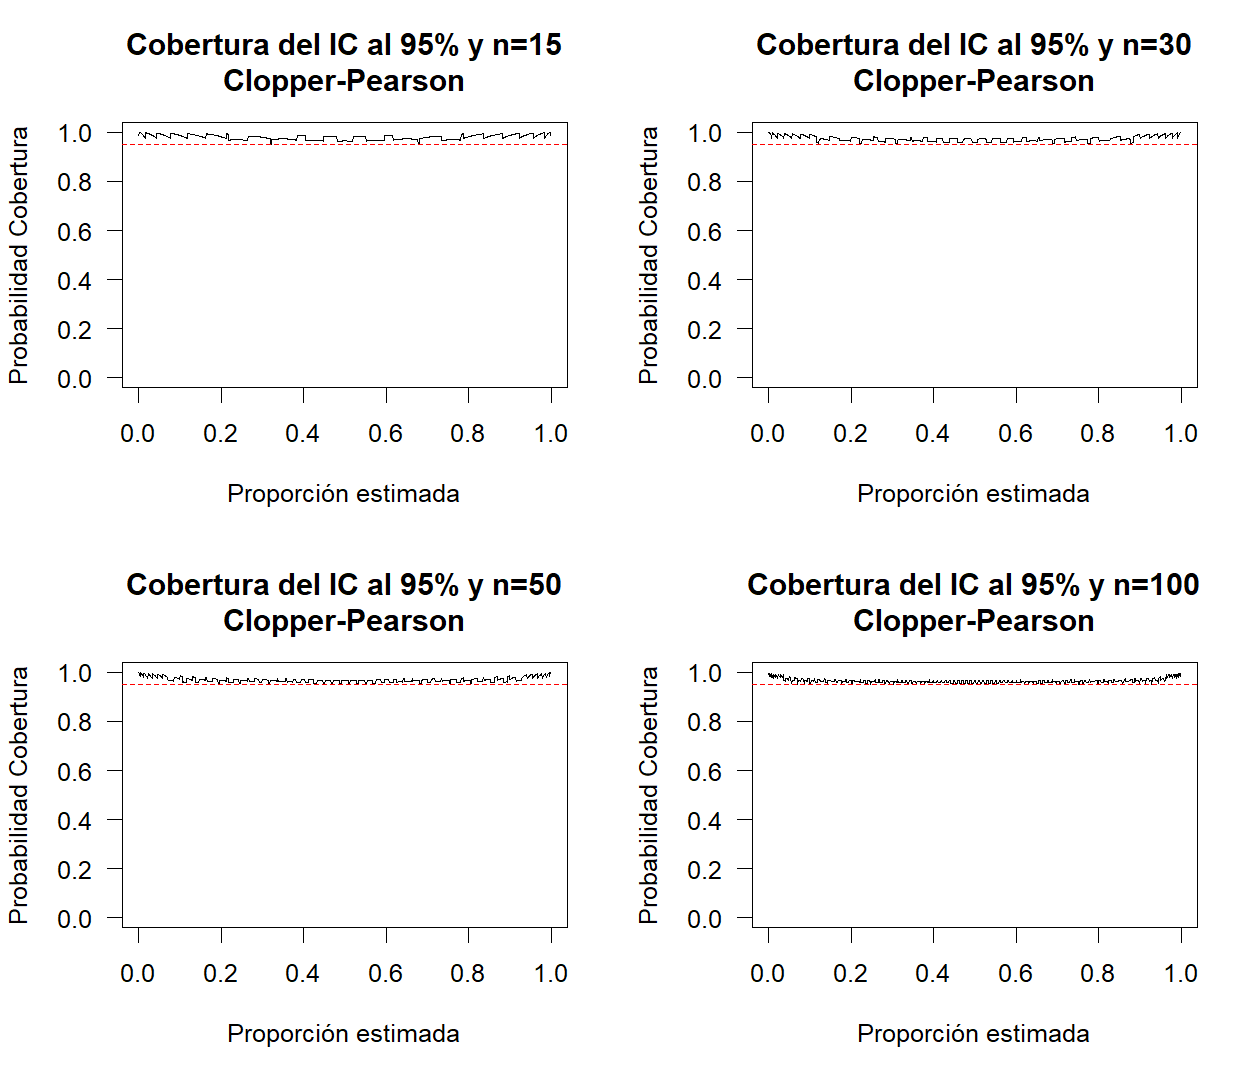 Cobertura del IC al 95% y n=15
Clopper-Pearson
Probabilidad Cobertura
1.0
0.8
0.6
0.4
0.2
0.0
0.0 0.2 0.4 0.6 0.8 1.0
Proporción estimada
Cobertura del IC al 95% y n=30
Clopper-Pearson
Probabilidad Cobertura
1.0
0.8
0.6
0.4
0.2
0.0
0.0 0.2 0.4 0.6 0.8 1.0
Proporción estimada
Cobertura del IC al 95% y n=50
Clopper-Pearson
Probabilidad Cobertura
1.0
0.8
0.6
0.4
0.2
0.0
0.0 0.2 0.4 0.6 0.8 1.0
Proporción estimada
Cobertura del IC al 95% y n=100
Clopper-Pearson
Probabilidad Cobertura
1.0
0.8
0.6
0.4
0.2
0.0
0.0 0.2 0.4 0.6 0.8 1.0
Proporción estimada